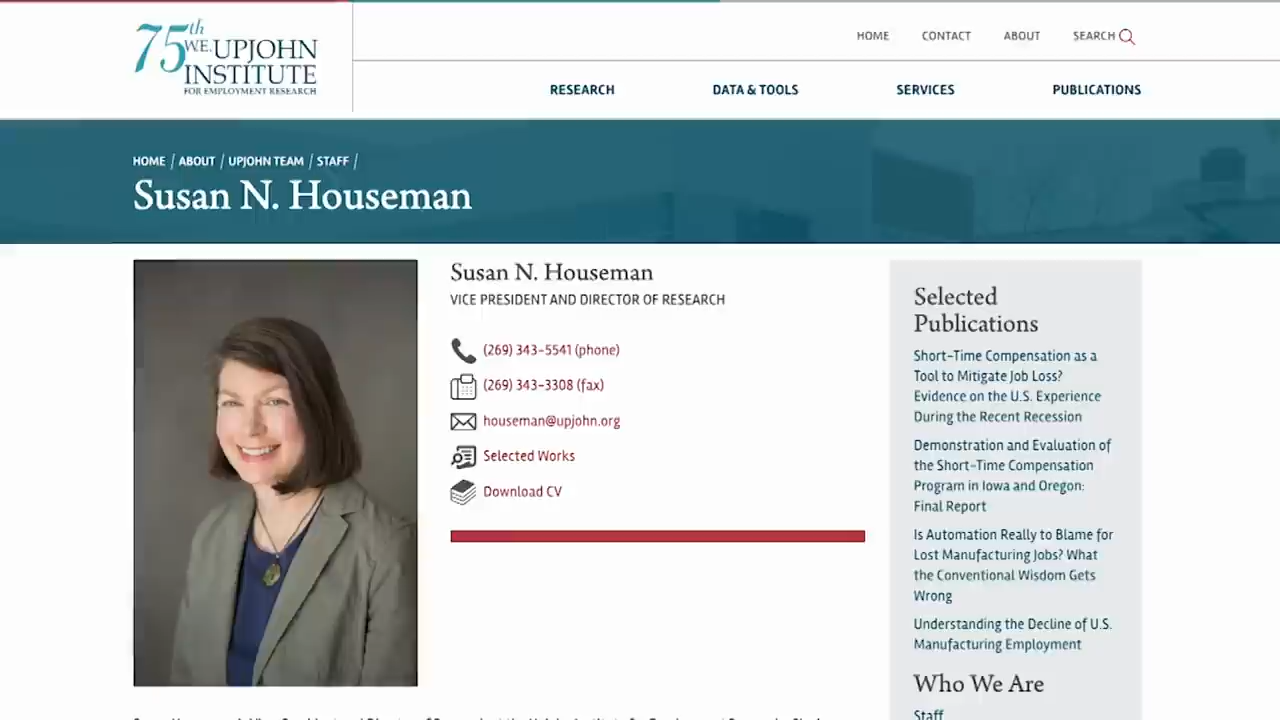 75th
W.E. UPJOHN
INSTITUTE
FOR EMPLOYMENT RESEARCH
HOME CONTACT ABOUT SEARCH
RESEARCH DATA & TOOLS SERVICES PUBLICATIONS
HOME / ABOUT / UPJOHN TEAM / STAFF /
Susan N. Houseman
Susan N. Houseman
VICE PRESIDENT AND DIRECTOR OF RESEARCH
(269) 343-5541 (phone)
(269) 343-3308 (fax)
houseman@upjohn.org
Selected Works
Download CV
Selected
Publications
Short-Time Compensation as a
Tool to Mitigate Job Loss?
Evidence on the U.S. Experience
During the Recent Recession
Demonstration and Evaluation of
the Short-Time Compensation
Program in Iowa and Oregon:
Final Report
Is Automation Really to Blame for
Lost Manufacturing Jobs? What
the Conventional Wisdom Gets
Wrong
Understanding the Decline of U.S.
Manufacturing Employment
Who We Are
Staff